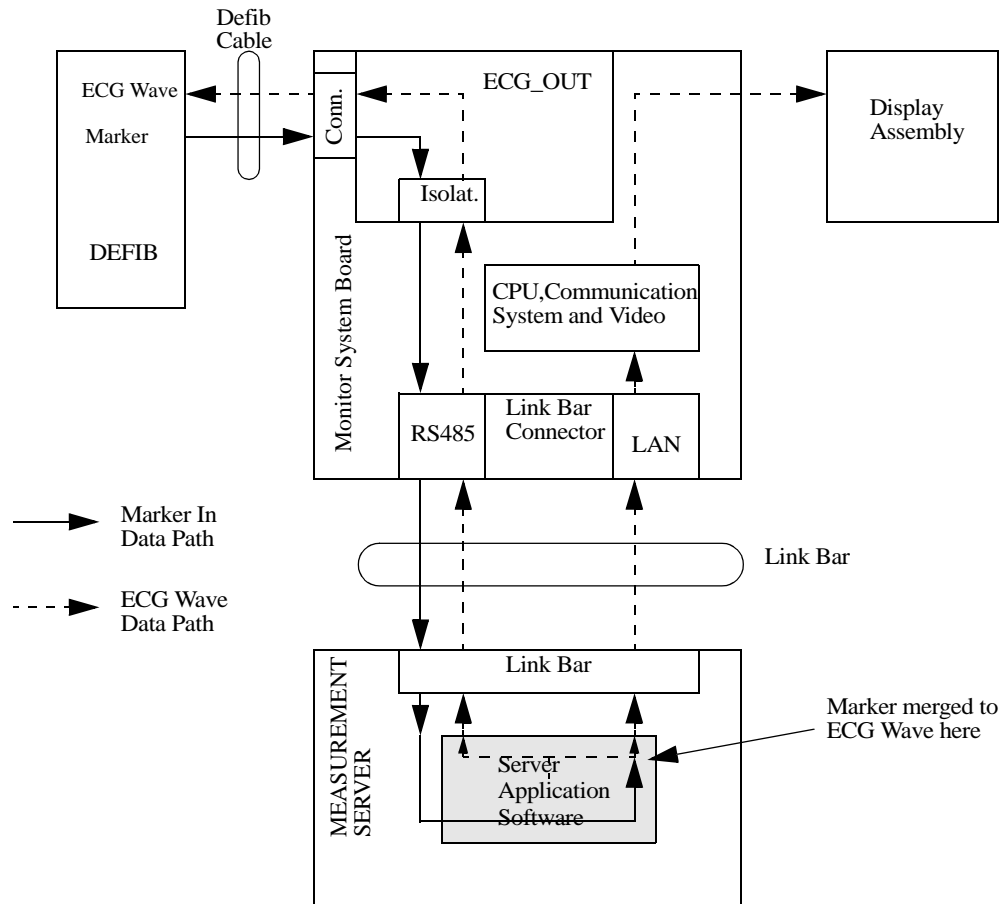 Defib
Cable
ECG Wave
Marker
DEFIB
Conn.
ECG_OUT
Isolat.
Display
Assembly
Monitor System Board
CPU,Communication
System and Video
RS485
Link Bar
Connector
LAN
Marker In
Data Path
ECG Wave
Data Path
Link Bar
MEASUREMENT
SERVER
Link Bar
Server
Application
Software
Marker merged to
ECG Wave here